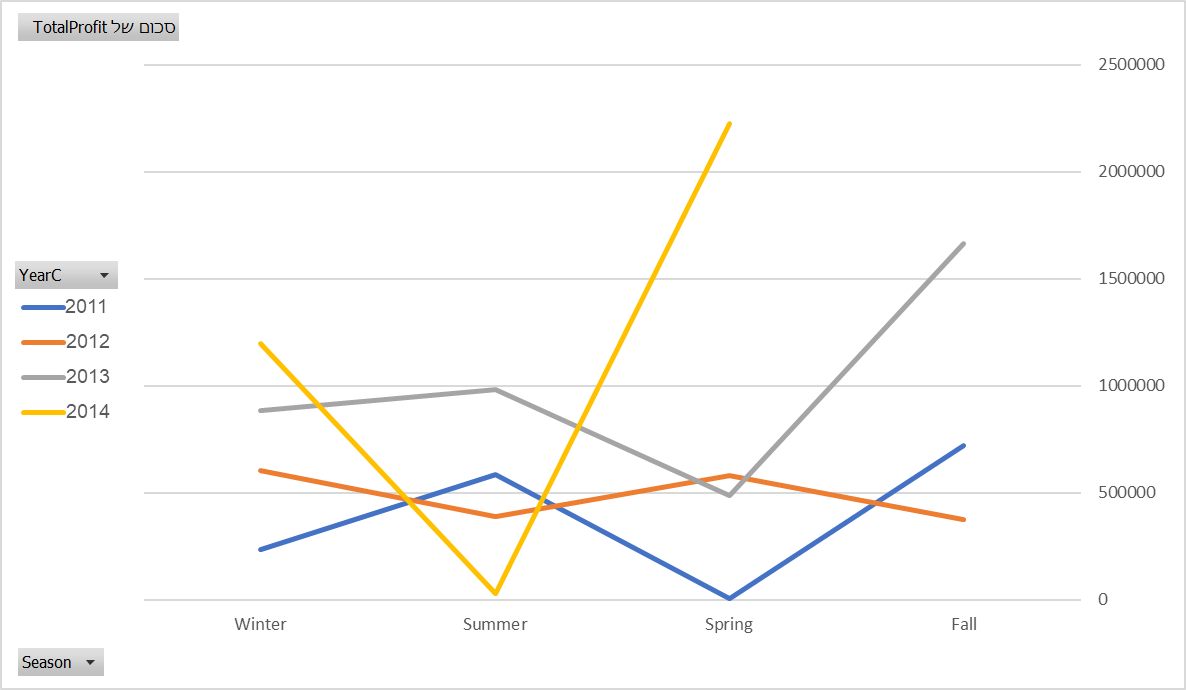 סכום של TotalProfit
2500000
2000000
1500000
1000000
500000
0
YearC
2011
2012
2013
2014
Winter Summer Spring Fall
Season